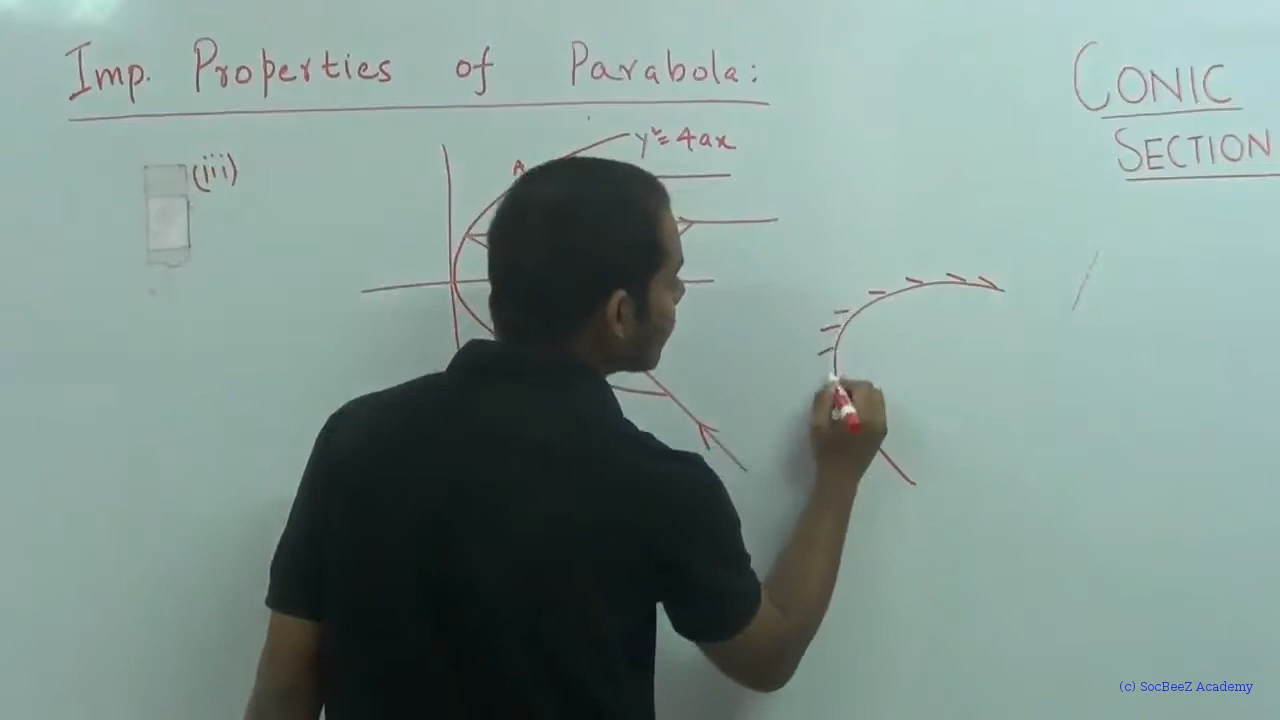 Imp. Properties of Parabola:
CONIC
SECTION
(iii)
A
y² = 4ax
(c) SocBeeZ Academy